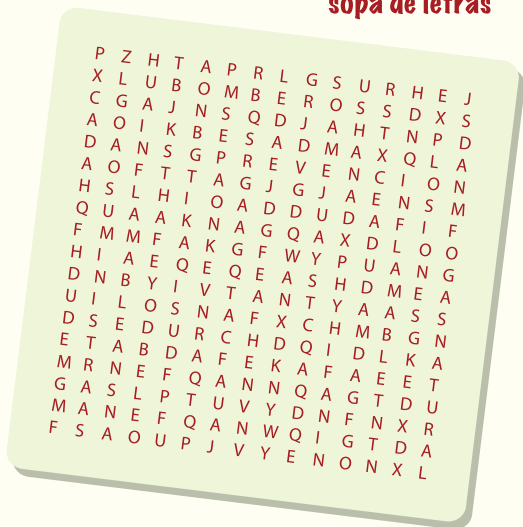 sopa de letras
P Z H T A P R L G S U R H E J
X L U B O M B E R O S S D X S
C G A J N S Q D J A H T N P D
A O I K B E S A D M A X Q L A
D A N S G P R E V E N C I O N
A O F T T A G J G J A E N S M
H S L H I O A D D U D A F I F
Q U A A K N A G Q A X D L O O
F M M F A K G F W Y P U A N G
H I A E Q E Q E A S H D M E A
D N B Y I V T A N T Y A A S S
U I L O S N A F X C H M B G N
D S E D U R C H D Q I D L K A
E T A B D A F E K A F A E E T
M R N E F Q A N N Q A G T D U
G A S L P T U V Y D N F N X R
M A N E F Q A N W Q I G T D A
F S A O U P J V Y E N O N X L